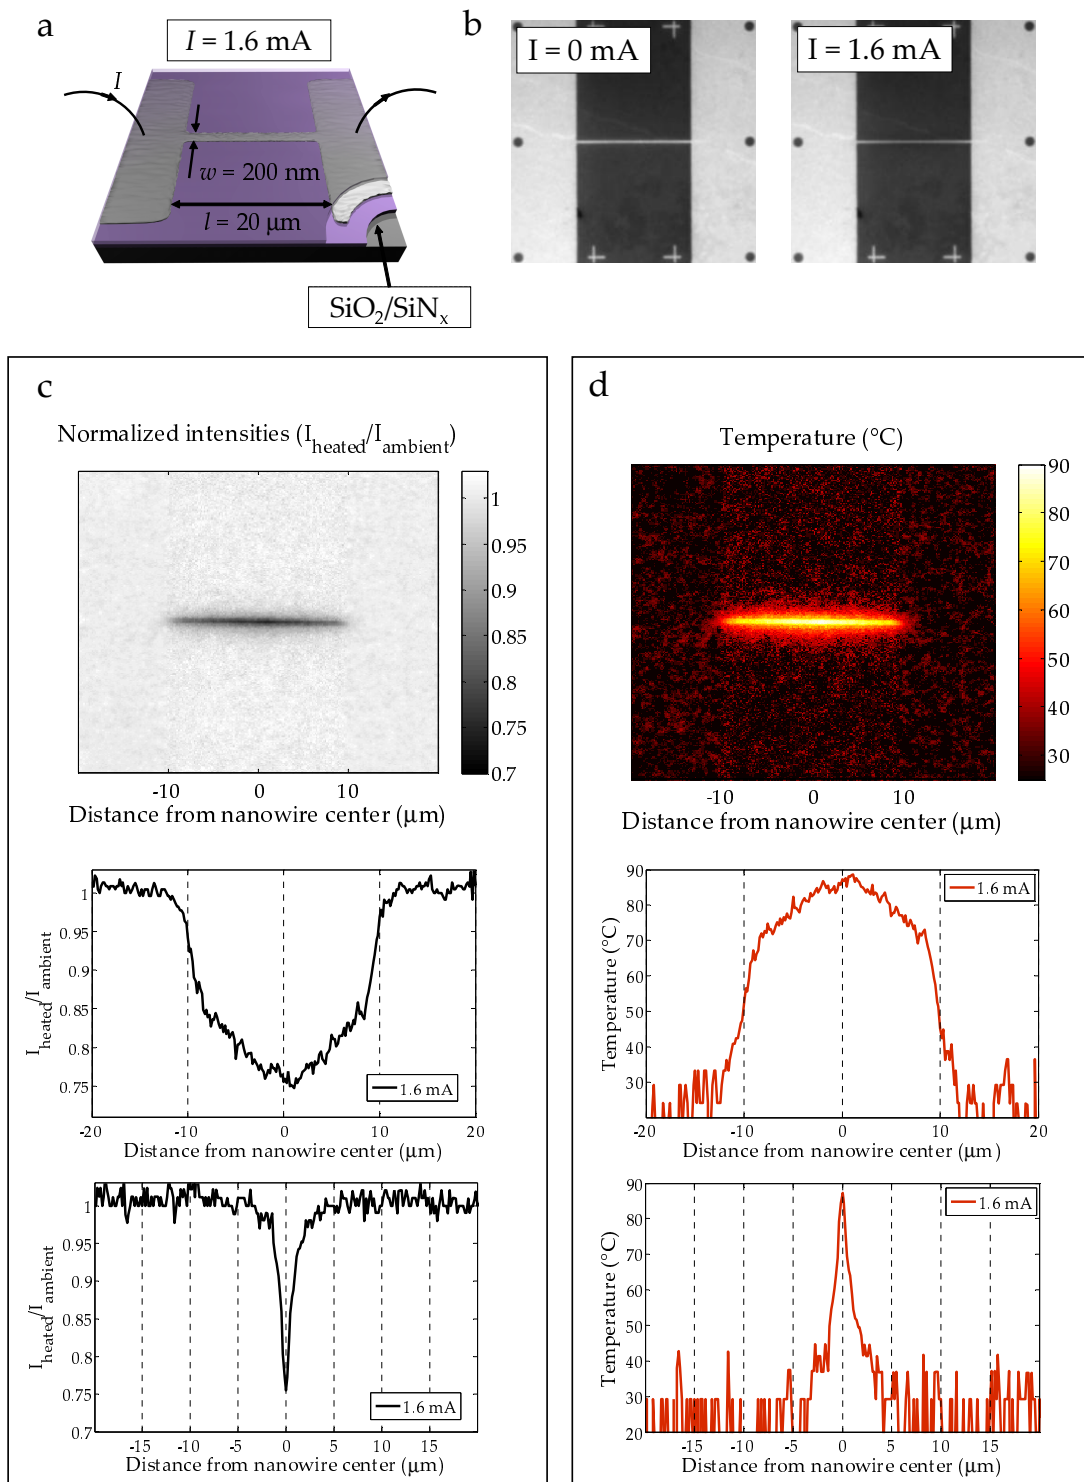 a
I = 1.6 mA
I
w = 200 nm
l = 20 µm
SiO2/SiNx
b
I = 0 mA
I = 1.6 mA
c
Normalized intensities (Iheated/Iambient)
1
0.95
0.9
0.85
0.8
0.75
0.7
-10 0 10
Distance from nanowire center (µm)
Iheated/Iambient
1
0.95
0.9
0.85
0.8
0.75
1.6 mA
-20 -10 0 10 20
Distance from nanowire center (µm)
Iheated/Iambient
1
0.95
0.9
0.85
0.8
0.75
0.7
1.6 mA
-15 -10 -5 0 5 10 15
Distance from nanowire center (µm)
d
Temperature (°C)
90
80
70
60
50
40
30
-10 0 10
Distance from nanowire center (µm)
Temperature (°C)
90
80
70
60
50
40
30
1.6 mA
-20 -10 0 10 20
Distance from nanowire center (µm)
Temperature (°C)
90
80
70
60
50
40
30
20
1.6 mA
-15 -10 -5 0 5 10 15
Distance from nanowire center (µm)